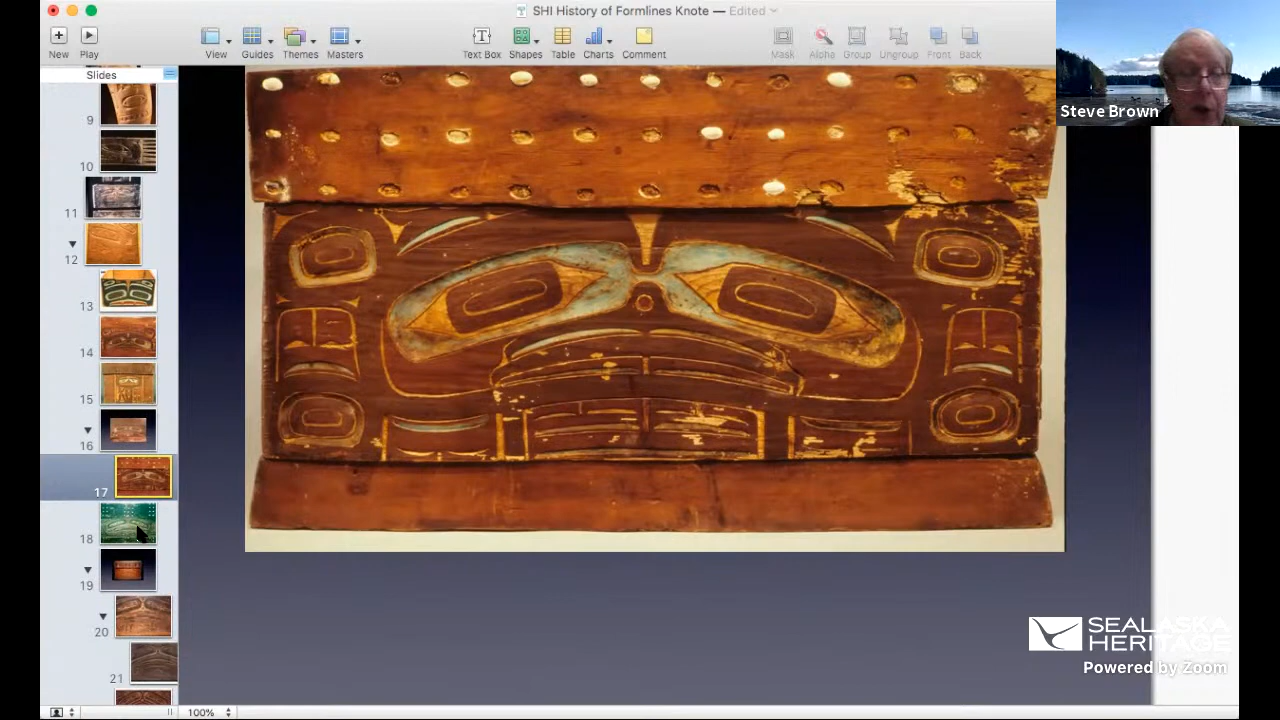 SHI History of Formlines Knote — Edited
New Play View Guides Themes Masters Text Box Shapes Table Charts Comment Mask Alpha Group Ungroup Front Back
Slides
Steve Brown
9
10
11
12
13
14
15
16
17
18
19
20
21
SEALASKA
HERITAGE
Powered by Zoom
100%